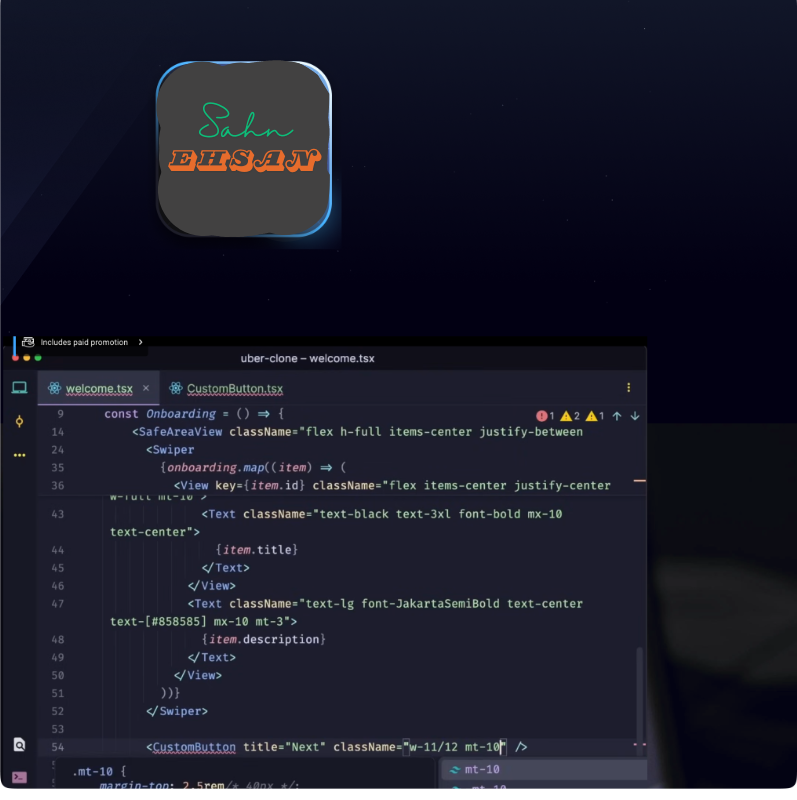 Sahn
EHSAN
Includes paid promotion
uber-clone – welcome.tsx
welcome.tsx
CustomButton.tsx
9 const Onboarding = () => {
1 2 1
14 <SafeAreaView className="flex h-full items-center justify-between
24 <Swiper
35 {onboarding.map((item) => (
36 <View key={item.id} className="flex items-center justify-center
w-full mt-10">
43 <Text className="text-black text-3xl font-bold mx-10
text-center">
44 {item.title}
45 </Text>
46 </View>
47 <Text className="text-lg font-JakartaSemiBold text-center
text-[#858585] mx-10 mt-3">
48 {item.description}
49 </Text>
50 </View>
51 ))}
52 </Swiper>
53
54 <CustomButton title="Next" className="w-11/12 mt-10" />
.mt-10 {
mt-10
margin-top: 2.5rem/* 40px */;